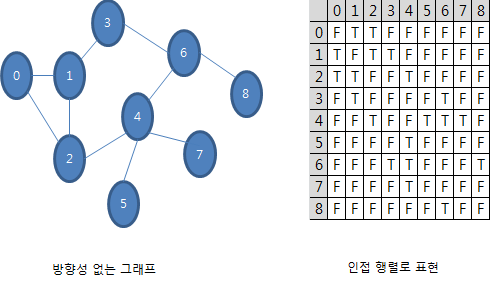 3
6
0
1
8
4
2
7
5
방향성 없는 그래프
0 1 2 3 4 5 6 7 8
0 F T T F F F F F F
1 T F T T F F F F F
2 T T F F T F F F F
3 F T F F F F T F F
4 F F T F F T T T F
5 F F F F T F F F F
6 F F F T T F F F T
7 F F F F T F F F F
8 F F F F F F T F F
인접 행렬로 표현